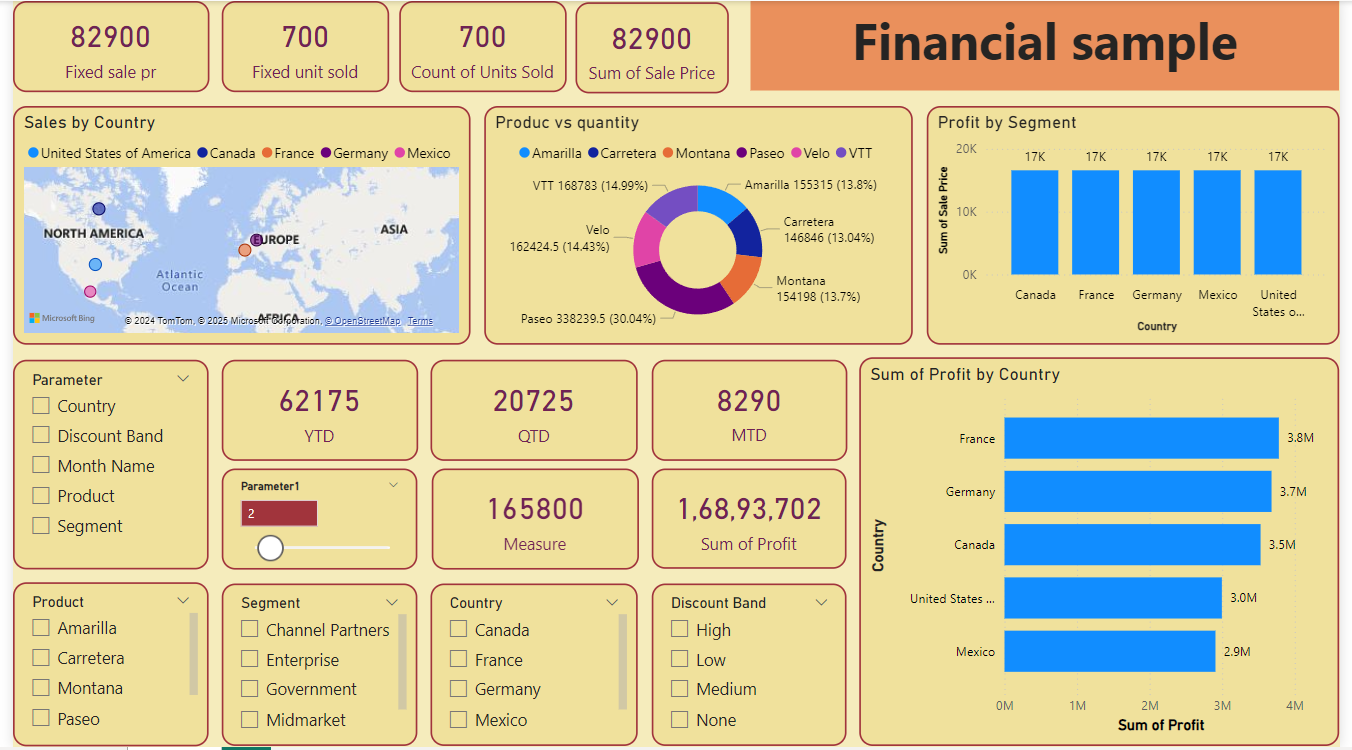 82900
Fixed sale pr
700
Fixed unit sold
700
Count of Units Sold
82900
Sum of Sale Price
Financial sample
Sales by Country
United States of America Canada France Germany Mexico
NORTH AMERICA
EUROPE
ASIA
Atlantic
Ocean
AFRICA
Microsoft Bing
© 2024 TomTom, © 2025 Microsoft Corporation, © OpenStreetMap Terms
Produc vs quantity
Amarilla Carretera Montana Paseo Velo VTT
VTT 168783 (14.99%)
Amarilla 155315 (13.8%)
Velo
162424.5 (14.43%)
Carretera
146846 (13.04%)
Montana
154198 (13.7%)
Paseo 338239.5 (30.04%)
Profit by Segment
Sum of Sale Price
20K
10K
0K
17K 17K 17K 17K 17K
Canada France Germany Mexico United
States o...
Country
Parameter
Country
Discount Band
Month Name
Product
Segment
62175
YTD
20725
QTD
8290
MTD
Parameter1
2
165800
Measure
1,68,93,702
Sum of Profit
Sum of Profit by Country
Country
France 3.8M
Germany 3.7M
Canada 3.5M
United States ... 3.0M
Mexico 2.9M
0M 1M 2M 3M 4M
Sum of Profit
Product
Amarilla
Carretera
Montana
Paseo
Segment
Channel Partners
Enterprise
Government
Midmarket
Country
Canada
France
Germany
Mexico
Discount Band
High
Low
Medium
None